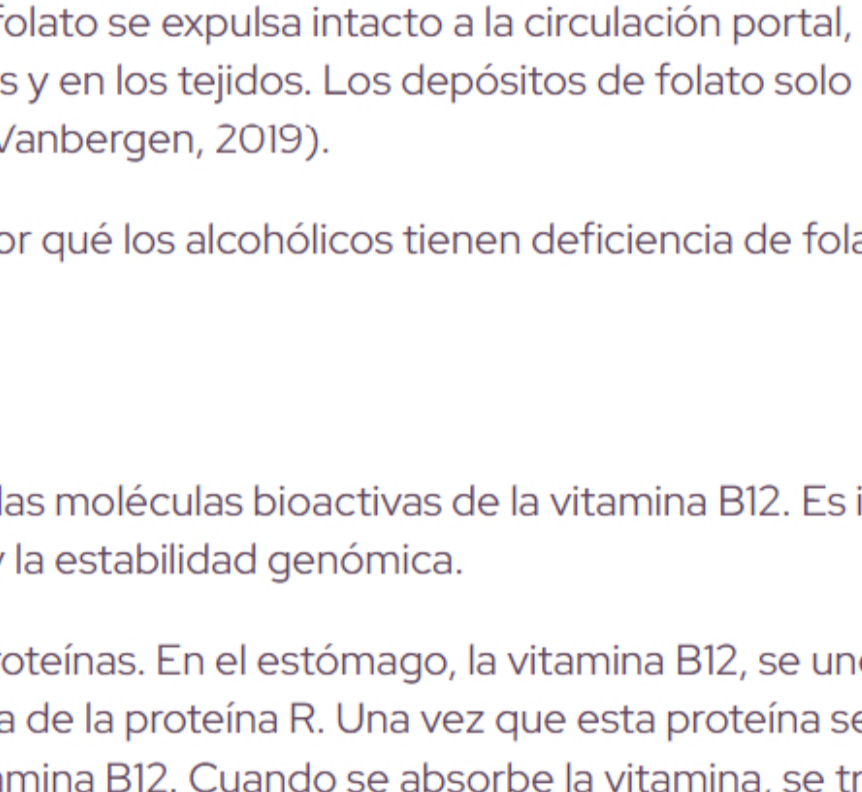 folato se expulsa intacto a la circulación portal,
s y en los tejidos. Los depósitos de folato solo
Vanbergen, 2019).
or qué los alcohólicos tienen deficiencia de fola
las moléculas bioactivas de la vitamina B12. Es i
y la estabilidad genómica.
roteínas. En el estómago, la vitamina B12, se une
a de la proteína R. Una vez que esta proteína se
amina B12. Cuando se absorbe la vitamina, se tr